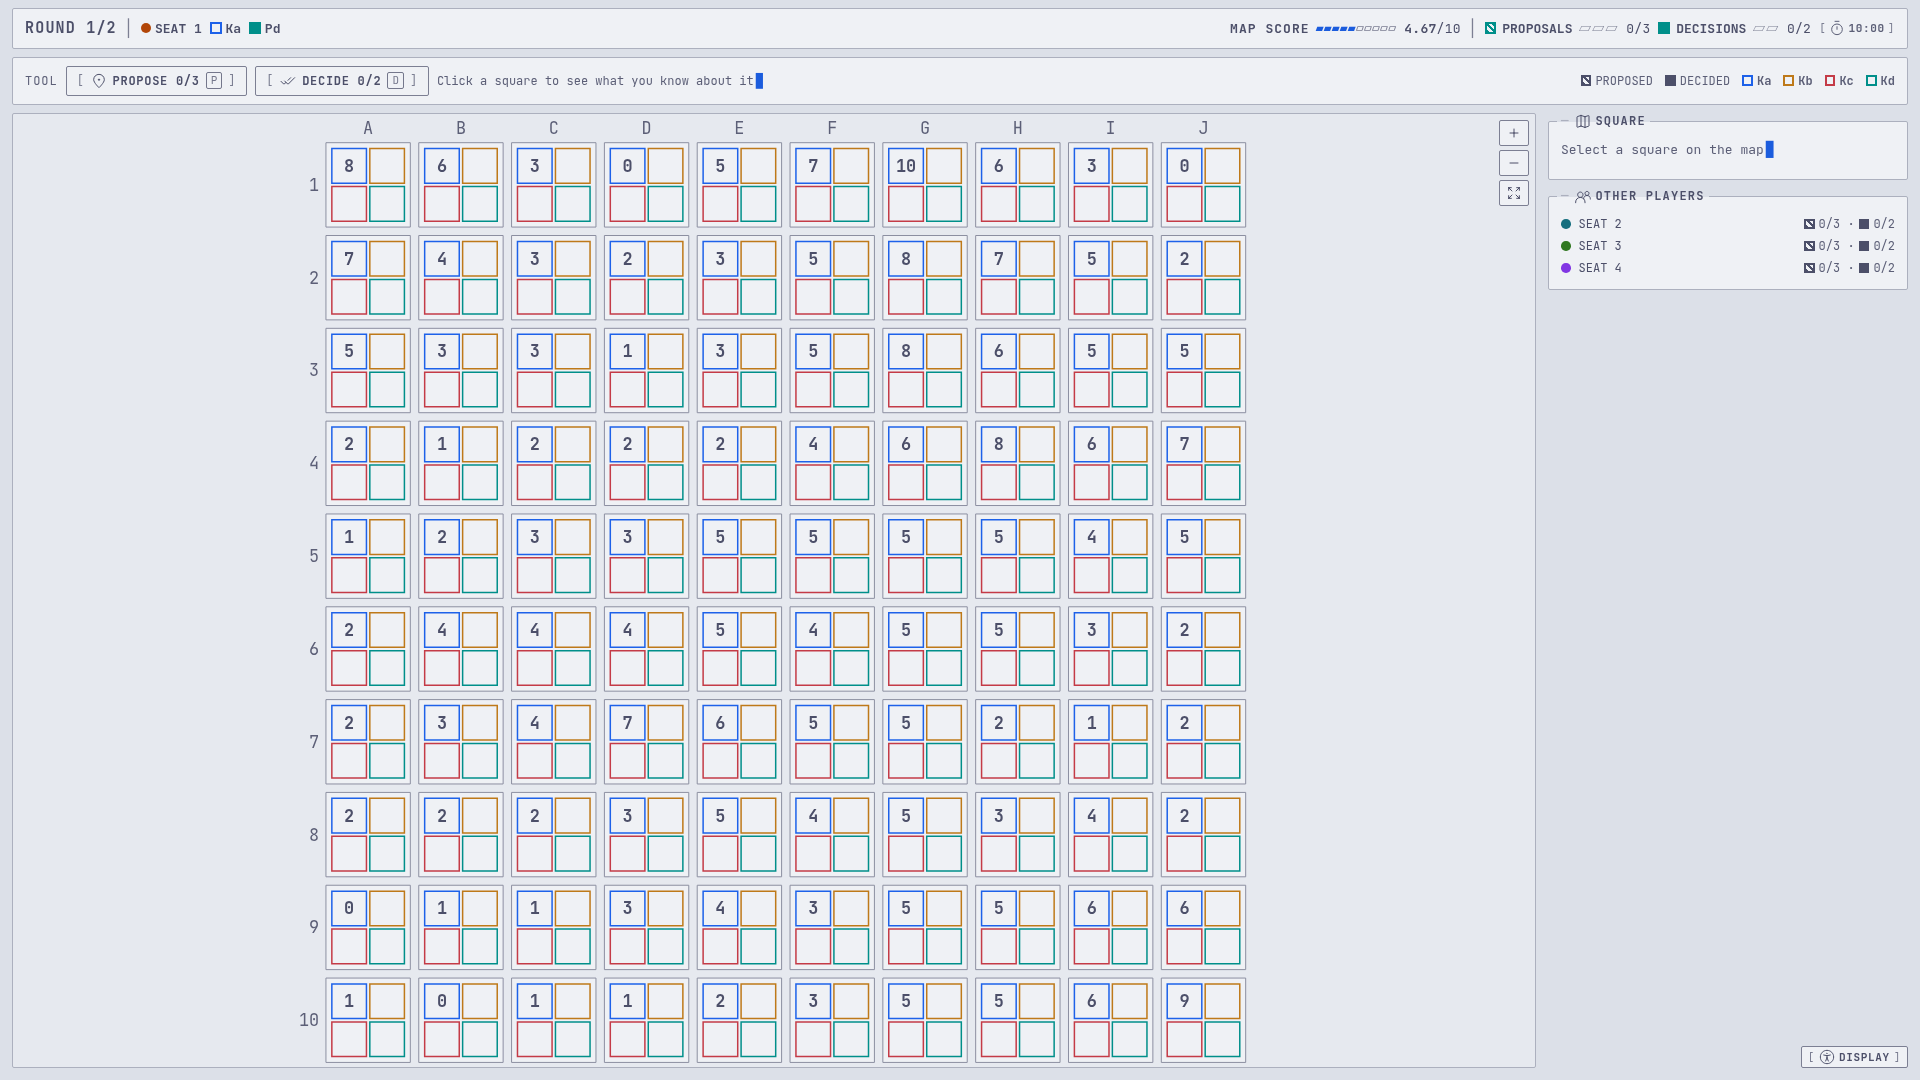 ROUND 1/2 SEAT 1 Ka Pd MAP SCORE 4.67/10 PROPOSALS 0/3 DECISIONS 0/2 [ 10:00 ]
TOOL [ PROPOSE 0/3 P ] [ DECIDE 0/2 D ] Click a square to see what you know about it PROPOSED DECIDED Ka Kb Kc Kd
A B C D E F G H I J
1 8 6 3 0 5 7 10 6 3 0
2 7 4 3 2 3 5 8 7 5 2
3 5 3 3 1 3 5 8 6 5 5
4 2 1 2 2 2 4 6 8 6 7
5 1 2 3 3 5 5 5 5 4 5
6 2 4 4 4 5 4 5 5 3 2
7 2 3 4 7 6 5 5 2 1 2
8 2 2 2 3 5 4 5 3 4 2
9 0 1 1 3 4 3 5 5 6 6
10 1 0 1 1 2 3 5 5 6 9
+
−
SQUARE
Select a square on the map
OTHER PLAYERS
SEAT 2 0/3 · 0/2
SEAT 3 0/3 · 0/2
SEAT 4 0/3 · 0/2
[ DISPLAY ]